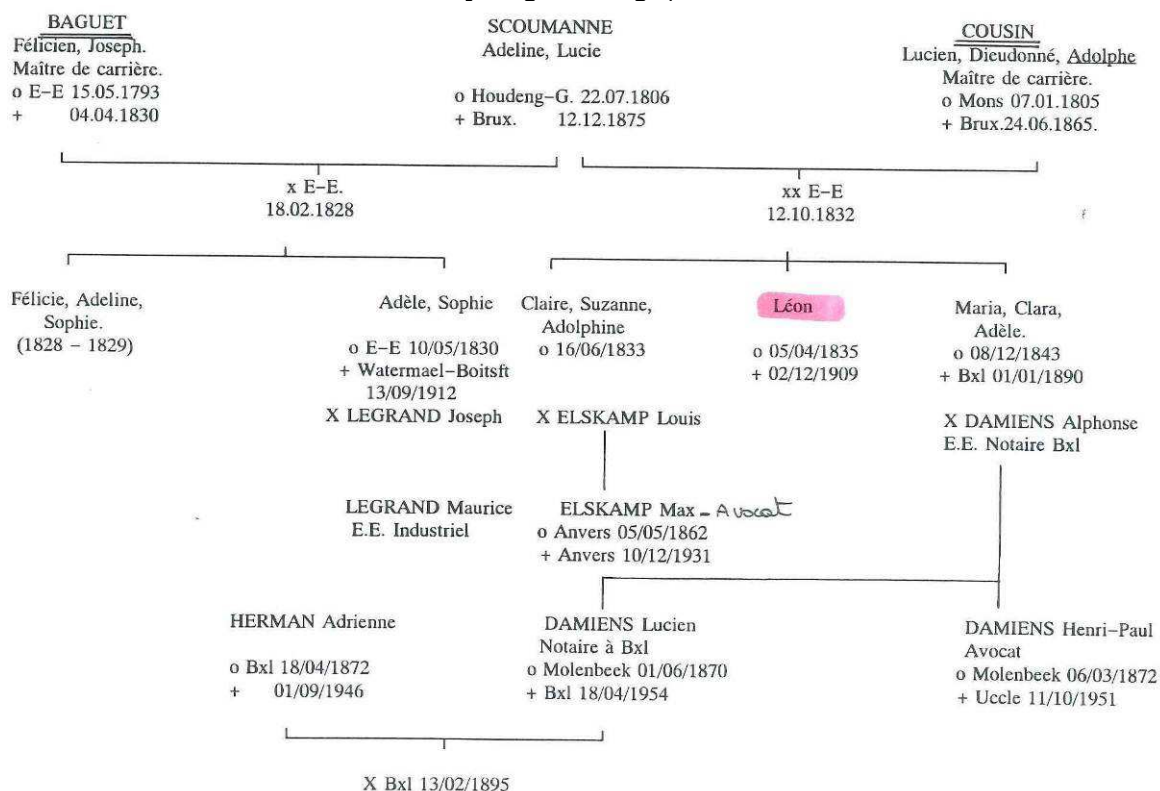 BAGUET
Félicien, Joseph.
Maître de carrière.
o E-E 15.05.1793
+ 04.04.1830
SCOUMANNE
Adeline, Lucie
o Houdeng-G. 22.07.1806
+ Brux. 12.12.1875
COUSIN
Lucien, Dieudonné, Adolphe
Maître de carrière.
o Mons 07.01.1805
+ Brux.24.06.1865.
x E-E.
18.02.1828
xx E-E
12.10.1832
Félicie, Adeline,
Sophie.
(1828 - 1829)
Adèle, Sophie
o E-E 10/05/1830
+ Watermael-Boitsft
13/09/1912
X LEGRAND Joseph
Claire, Suzanne,
Adolphine
o 16/06/1833
X ELSKAMP Louis
Léon
o 05/04/1835
+ 02/12/1909
Maria, Clara,
Adèle.
o 08/12/1843
+ Bxl 01/01/1890
X DAMIENS Alphonse
E.E. Notaire Bxl
LEGRAND Maurice
E.E. Industriel
ELSKAMP Max - Avocat
o Anvers 05/05/1862
+ Anvers 10/12/1931
HERMAN Adrienne
o Bxl 18/04/1872
+ 01/09/1946
DAMIENS Lucien
Notaire à Bxl
o Molenbeek 01/06/1870
+ Bxl 18/04/1954
DAMIENS Henri-Paul
Avocat
o Molenbeek 06/03/1872
+ Uccle 11/10/1951
X Bxl 13/02/1895